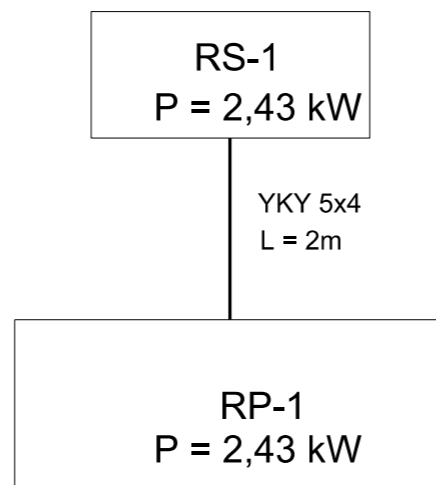 RS-1
P = 2,43 kW
YKY 5x4
L = 2m
RP-1
P = 2,43 kW